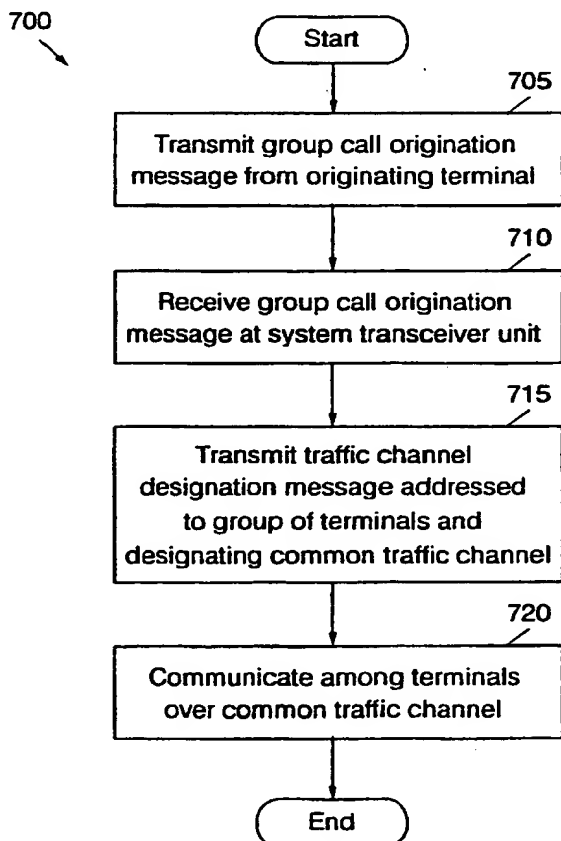 700
Start
705
Transmit group call origination
message from originating terminal
710
Receive group call origination
message at system transceiver unit
715
Transmit traffic channel
designation message addressed
to group of terminals and
designating common traffic channel
720
Communicate among terminals
over common traffic channel
End